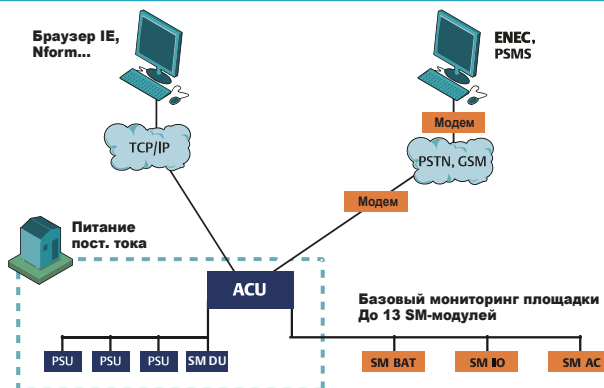 Браузер IE,
Nform...
ENEC,
PSMS
Модем
TCP/IP
PSTN, GSM
Модем
Питание
пост. тока
ACU
Базовый мониторинг площадки
До 13 SM-модулей
PSU
PSU
PSU
SM DU
SM BAT
SM IO
SM AC